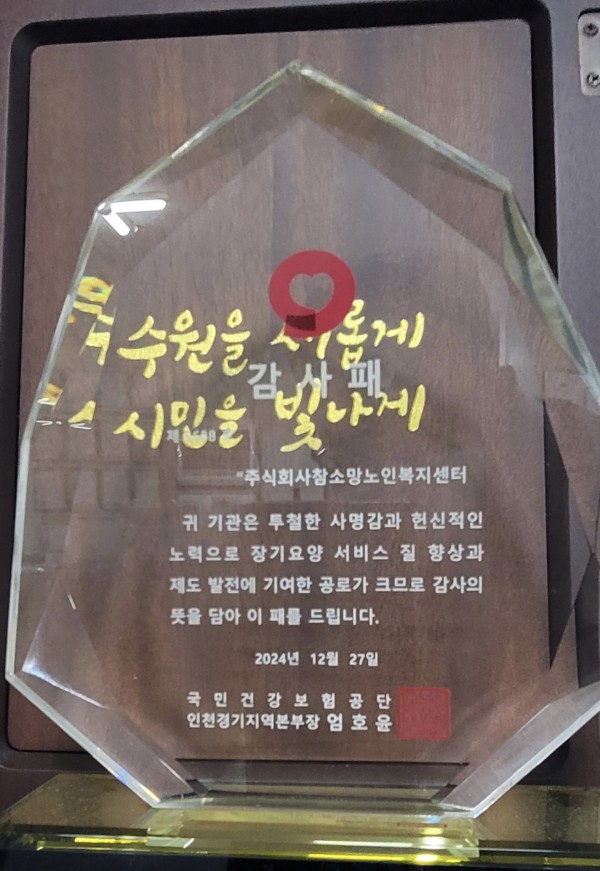 수원을 새롭게
감사패
시민을 빛나게
"주식회사참소망노인복지센터
귀 기관은 투철한 사명감과 헌신적인
노력으로 장기요양 서비스 질 향상과
제도 발전에 기여한 공로가 크므로 감사의
뜻을 담아 이 패를 드립니다.
2024년 12월 27일
국민건강보험공단
인천경기지역본부장 엄호윤